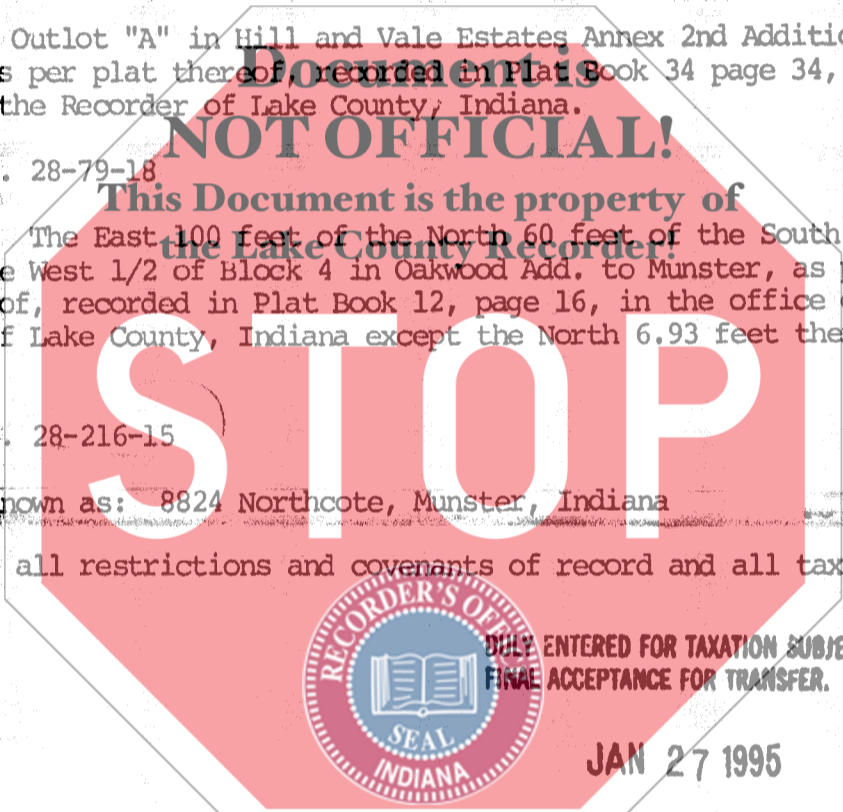 Outlot "A" in Hill and Vale Estates Annex 2nd Additio
s per plat thereof, recorded in Plat Book 34 page 34,
Document is
the Recorder of Lake County, Indiana.
NOT OFFICIAL!
. 28-79-18
This Document is the property of
The East 100 feet of the North 60 feet of the South
the Lake County Recorder!
e West 1/2 of Block 4 in Oakwood Add. to Munster, as p
of, recorded in Plat Book 12, page 16, in the office
f Lake County, Indiana except the North 6.93 feet the
STOP
. 28-216-15
nown as: 8824 Northcote, Munster, Indiana
all restrictions and covenants of record and all tax
RECORDER'S OFFICE
SEAL
INDIANA
DULY ENTERED FOR TAXATION SUBJE
FINAL ACCEPTANCE FOR TRANSFER.
JAN 27 1995